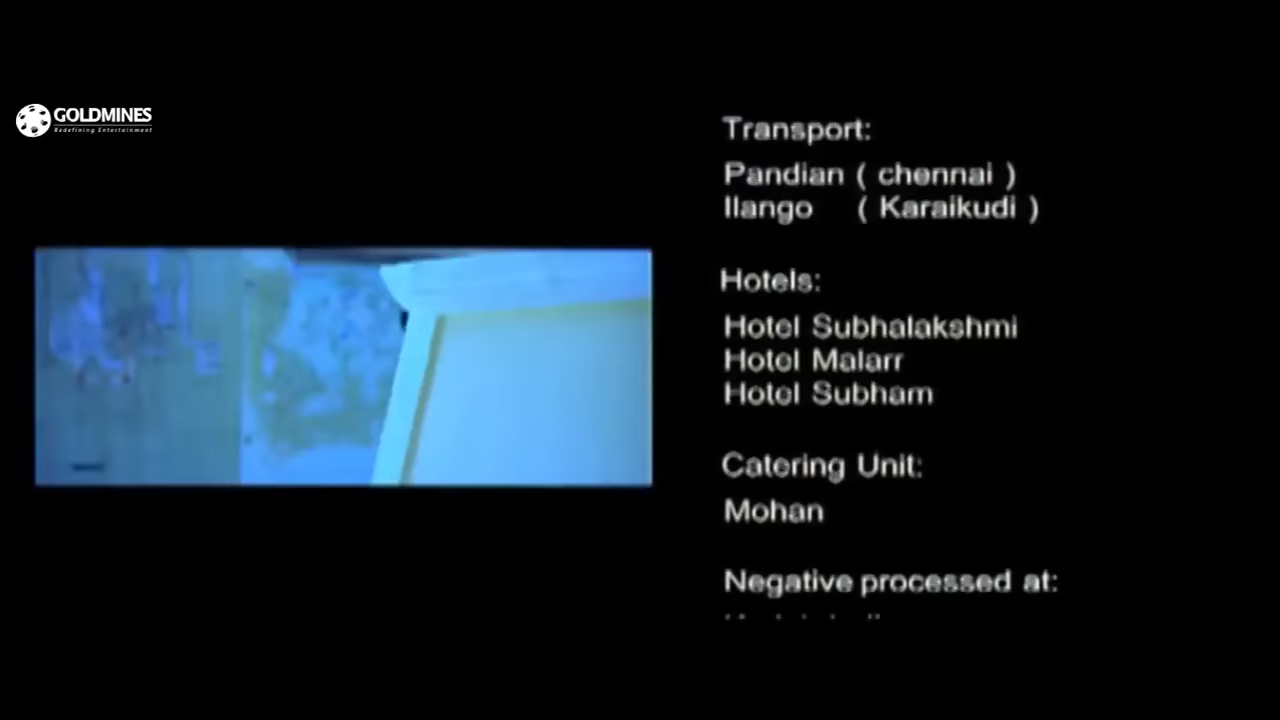 GOLDMINES
Redefining Entertainment
Transport:
Pandian ( chennai )
Ilango ( Karaikudi )
Hotels:
Hotel Subhalakshmi
Hotel Malarr
Hotel Subham
Catering Unit:
Mohan
Negative processed at: